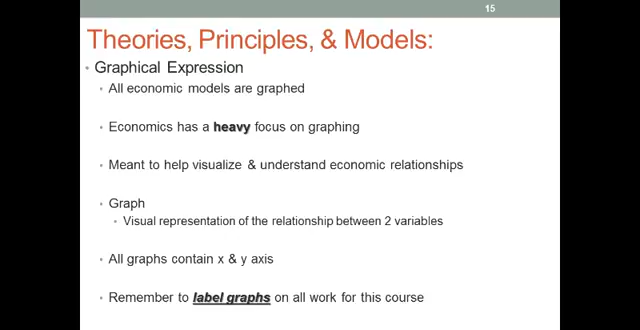 15
Theories, Principles, & Models:
• Graphical Expression
• All economic models are graphed
• Economics has a heavy focus on graphing
• Meant to help visualize & understand economic relationships
• Graph
• Visual representation of the relationship between 2 variables
• All graphs contain x & y axis
• Remember to label graphs on all work for this course